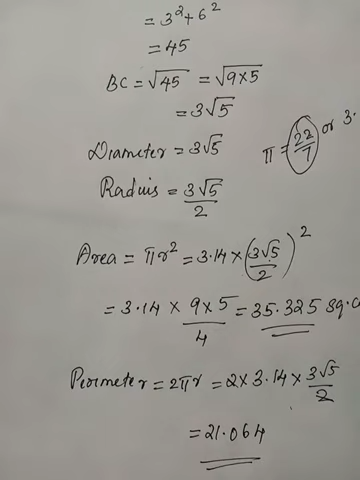 = 3² + 6²
= 45
BC = √45 = √9×5
= 3√5
π = 22/7 or 3.
Diameter = 3√5
Raduis = 3√5/2
Area = πr² = 3.14 × (3√5/2)²
= 3.14 × 9×5/4 = 35.325 sq.c
Perimeter = 2πr = 2 × 3.14 × 3√5/2
= 21.064